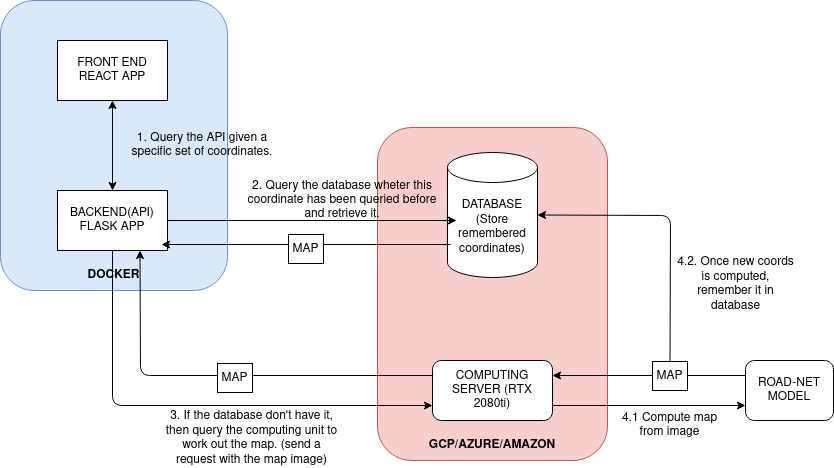 FRONT END
REACT APP
1. Query the API given a
specific set of coordinates.
2. Query the database wheter this
coordinate has been queried before
and retrieve it.
BACKEND(API)
FLASK APP
DATABASE
(Store
remembered
coordinates)
MAP
DOCKER
4.2. Once new coords
is computed,
remember it in
database
MAP
COMPUTING
SERVER (RTX
2080ti)
MAP
ROAD-NET
MODEL
3. If the database don't have it,
then query the computing unit to
work out the map. (send a
request with the map image)
4.1 Compute map
from image
GCP/AZURE/AMAZON